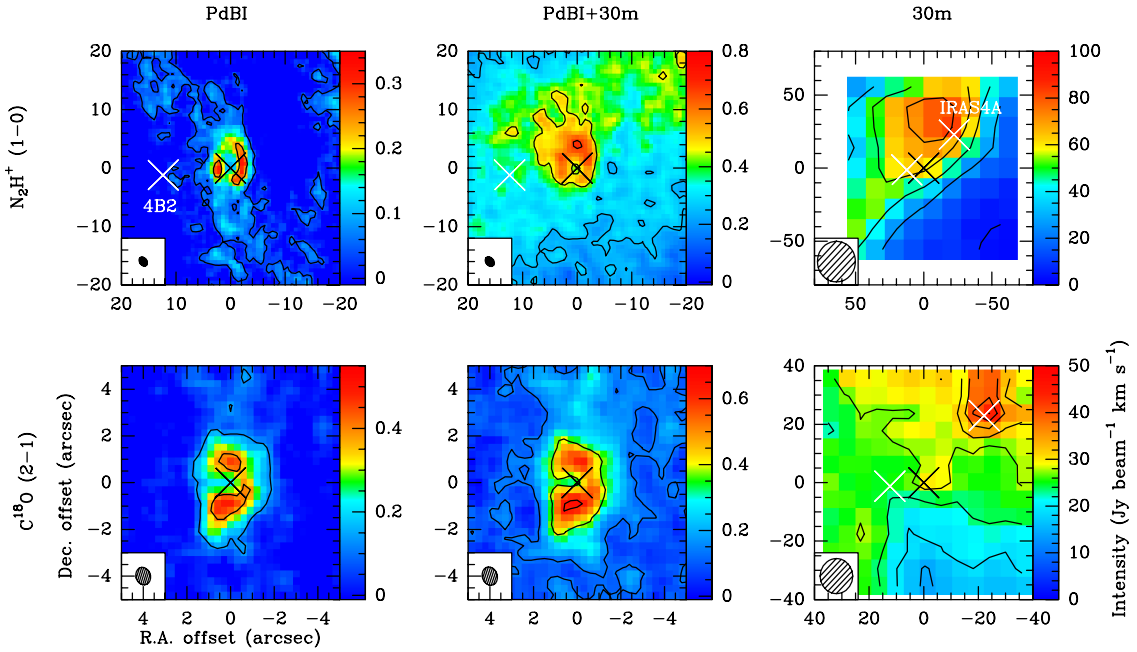 PdBI PdBI+30m 30m
N₂H⁺ (1−0)
20 10 0 −10 −20
20 10 0 −10 −20
4B2
0.3 0.2 0.1 0
20 10 0 −10 −20
20 10 0 −10 −20
0.8 0.6 0.4 0.2 0
50 0 −50
50 0 −50
IRAS4A
100 80 60 40 20 0
C¹⁸O (2−1)
Dec. offset (arcsec)
4 2 0 −2 −4
4 2 0 −2 −4
R.A. offset (arcsec)
0.4 0.2 0
4 2 0 −2 −4
4 2 0 −2 −4
0.6 0.4 0.2 0
40 20 0 −20 −40
40 20 0 −20 −40
50 40 30 20 10 0
Intensity (Jy beam⁻¹ km s⁻¹)